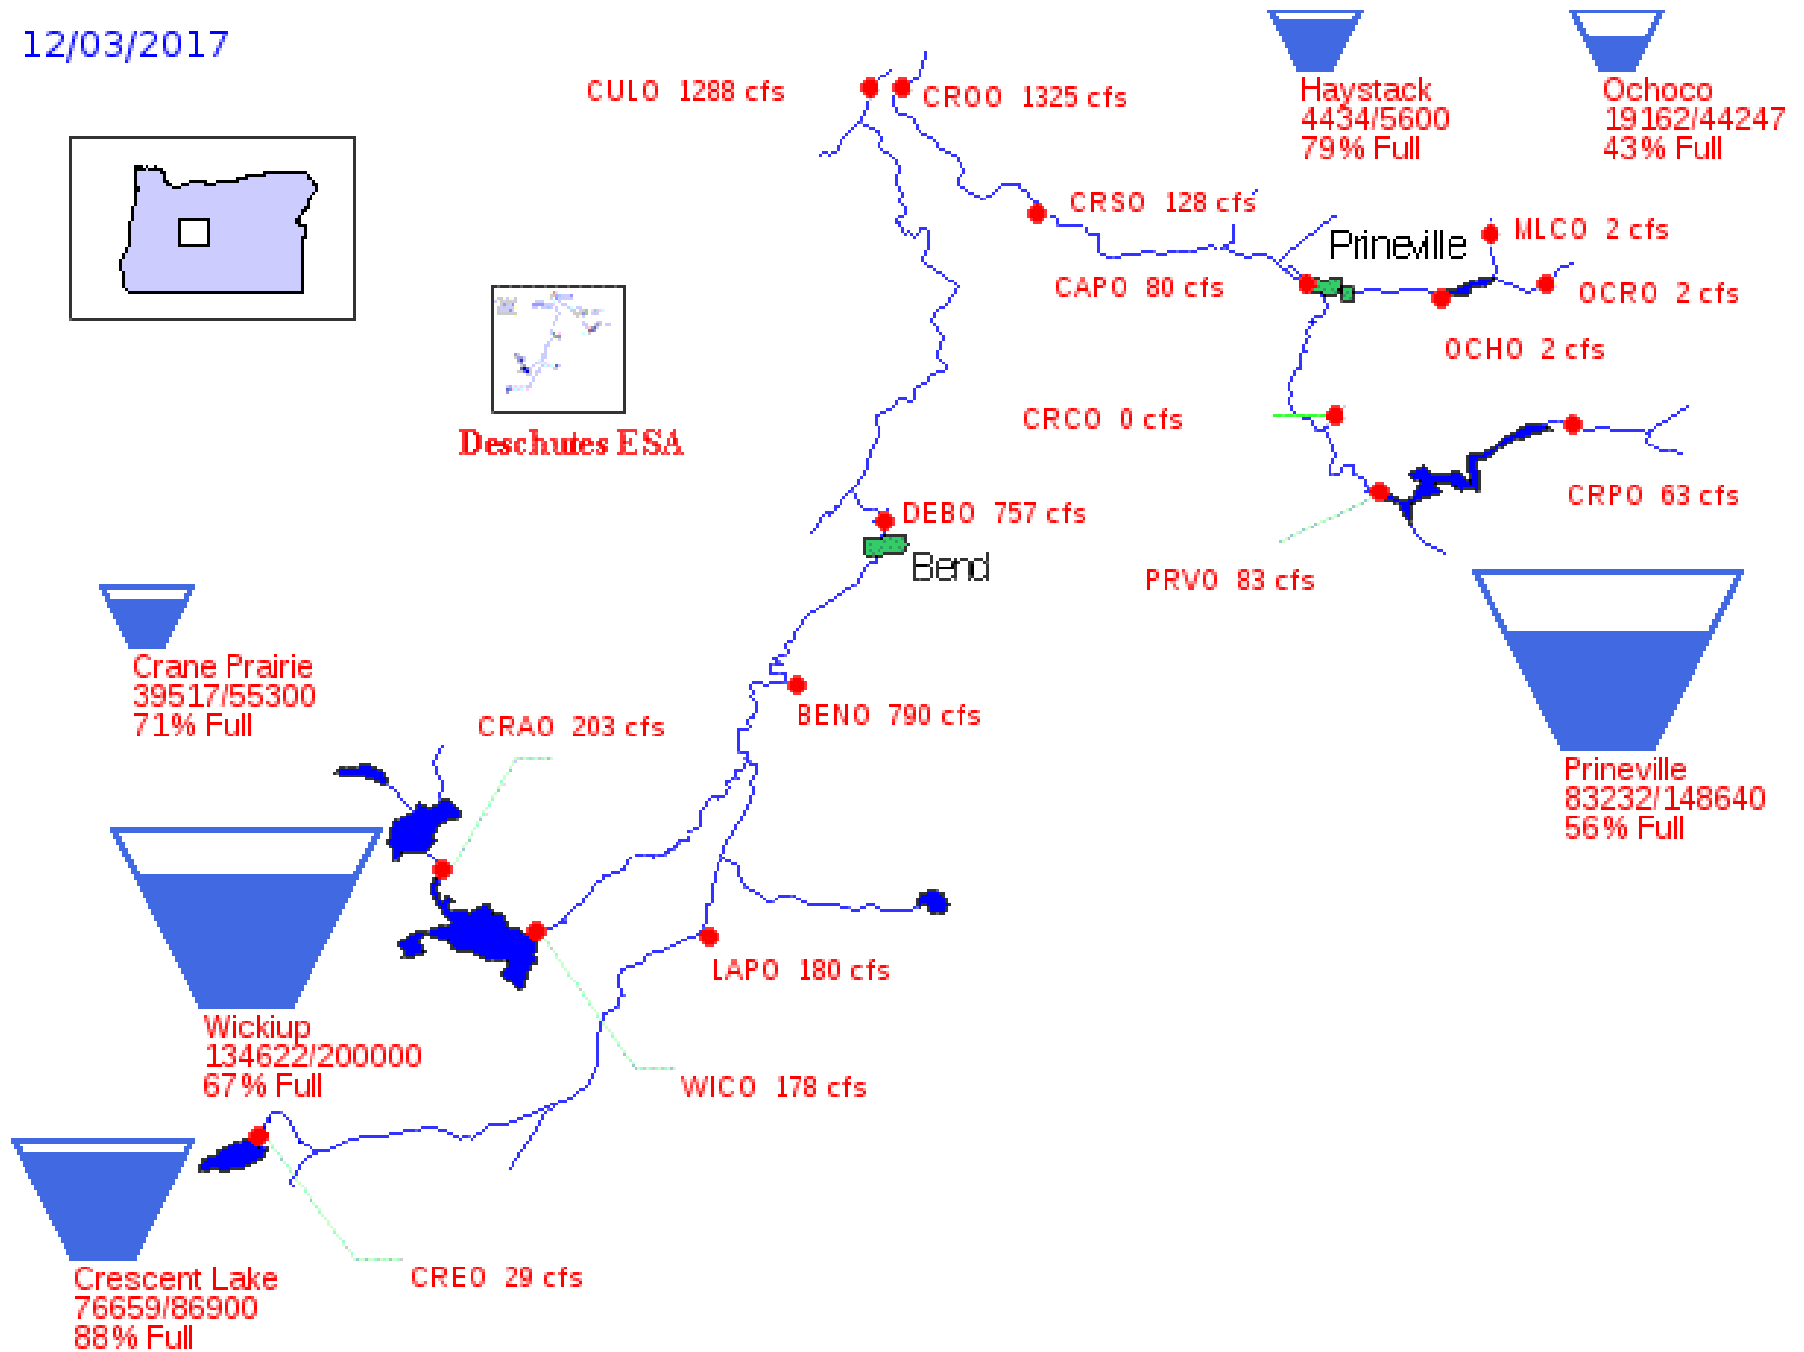 12/03/2017
Haystack
4434/5600
79% Full
Ochoco
19162/44247
43% Full
CULO 1288 cfs
CROO 1325 cfs
CRSO 128 cfs
Prineville
MLCO 2 cfs
CAPO 80 cfs
OCRO 2 cfs
OCHO 2 cfs
CRCO 0 cfs
Deschutes ESA
CRPO 63 cfs
DEBO 757 cfs
Bend
PRVO 83 cfs
Crane Prairie
39517/55300
71% Full
BENO 790 cfs
CRAO 203 cfs
Prineville
83232/148640
56% Full
LAPO 180 cfs
Wickiup
134622/200000
67% Full
WICO 178 cfs
CREO 29 cfs
Crescent Lake
76659/86900
88% Full